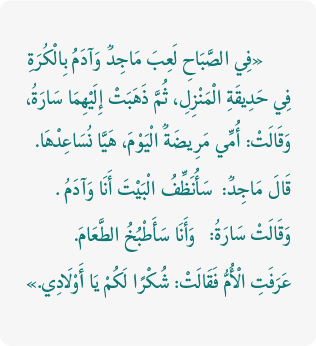 «فِي الصَّبَاحِ لَعِبَ مَاجِدٌ وَآدَمُ بِالْكُرَةِ
فِي حَدِيقَةِ الْمَنْزِلِ، ثُمَّ ذَهَبَتْ إِلَيْهِمَا سَارَةُ،
وَقَالَتْ: أُمِّي مَرِيضَةٌ الْيَوْمَ، هَيَّا نُسَاعِدْهَا.
قَالَ مَاجِدٌ: سَأُنَظِّفُ الْبَيْتَ أَنَا وَآدَمُ .
وَقَالَتْ سَارَةُ: وَأَنَا سَأَطْبُخُ الطَّعَامَ.
عَرَفَتِ الْأُمُّ فَقَالَتْ: شُكْرًا لَكُمْ يَا أَوْلَادِي.»